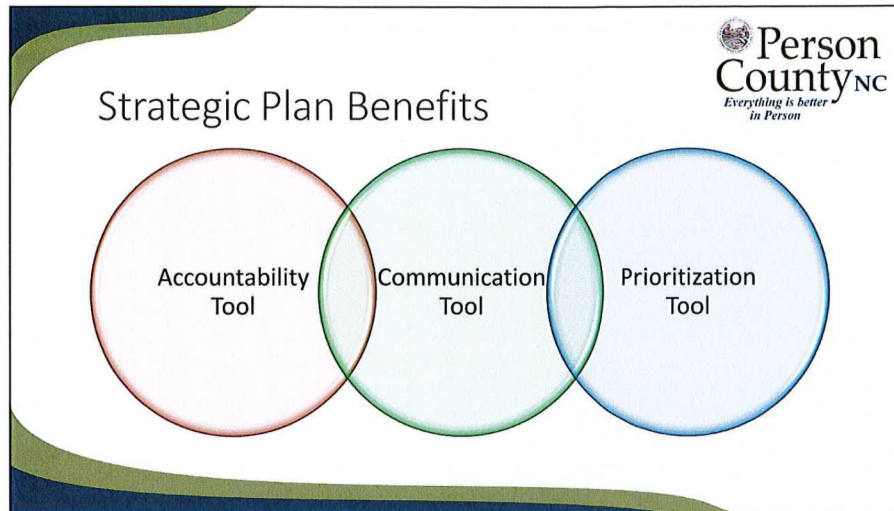 Person
County NC
Everything is better
in Person
Strategic Plan Benefits
Accountability
Tool
Communication
Tool
Prioritization
Tool